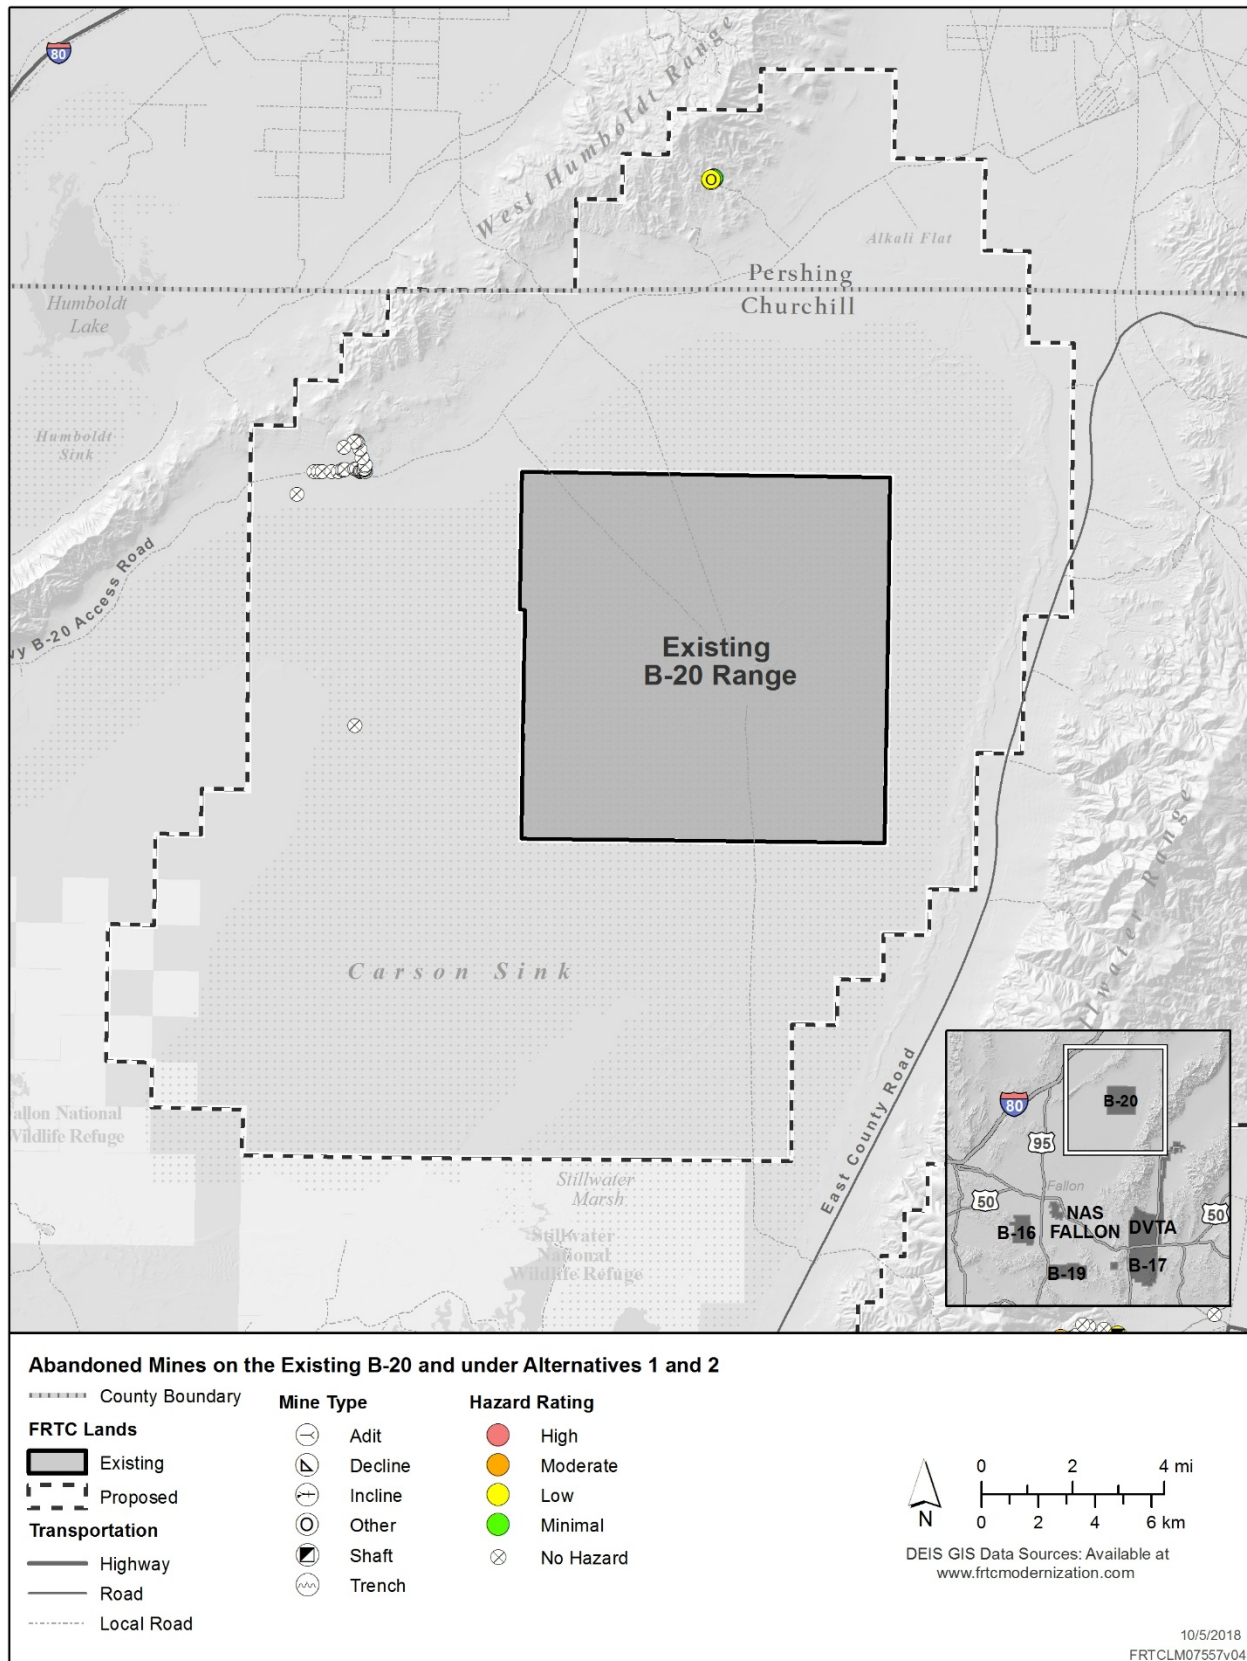 80
West Humboldt Range
Alkali Flat
Pershing
Churchill
Humboldt
Lake
Humboldt
Sink
vy B-20 Access Road
Existing
B-20 Range
Carson Sink
llwater Range
East County Road
allon National
Wildlife Refuge
Stillwater
Marsh
Stillwater
National
Wildlife Refuge
80
B-20
95
Fallon
50
NAS
FALLON
DVTA
50
B-16
B-19
B-17
Abandoned Mines on the Existing B-20 and under Alternatives 1 and 2
County Boundary
FRTC Lands
Existing
Proposed
Transportation
Highway
Road
Local Road
Mine Type
Adit
Decline
Incline
O Other
Shaft
Trench
Hazard Rating
High
Moderate
Low
Minimal
No Hazard
N
0 2 4 mi
0 2 4 6 km
DEIS GIS Data Sources: Available at
www.frtcmodernization.com
10/5/2018
FRTCLM07557v04